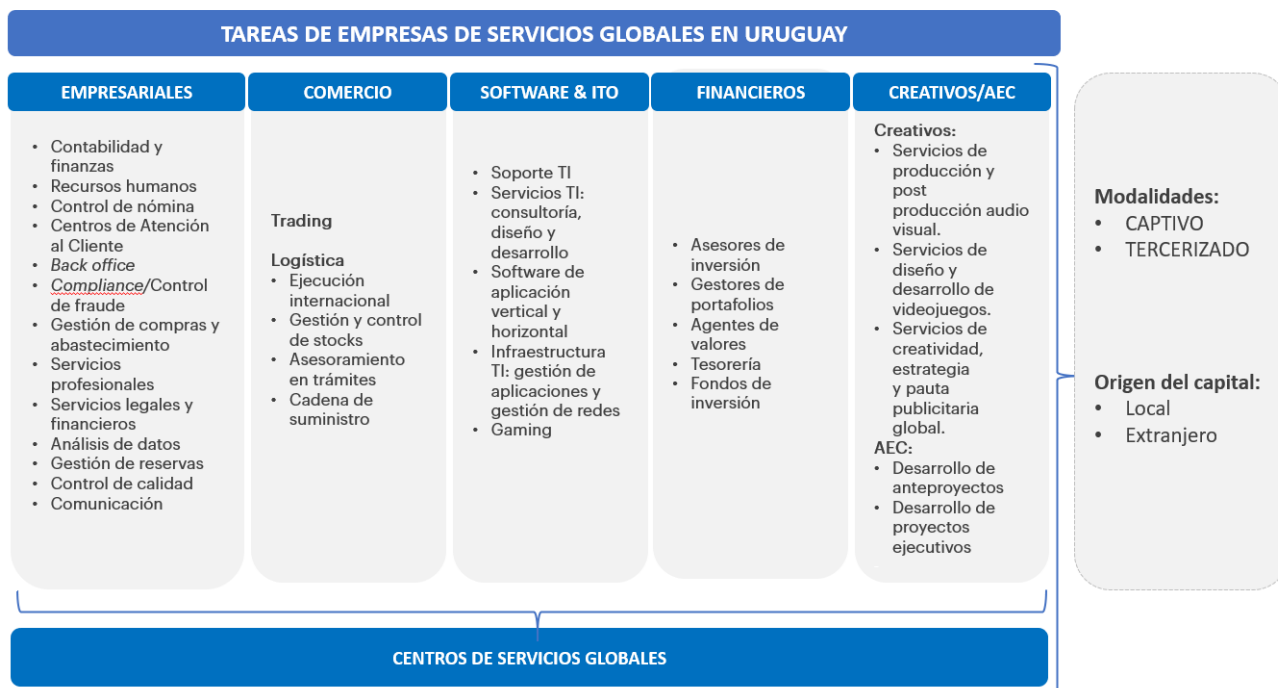 TAREAS DE EMPRESAS DE SERVICIOS GLOBALES EN URUGUAY
EMPRESARIALES
• Contabilidad y
finanzas
• Recursos humanos
• Control de nómina
• Centros de Atención
al Cliente
• Back office
• Compliance/Control
de fraude
• Gestión de compras y
abastecimiento
• Servicios
profesionales
• Servicios legales y
financieros
• Análisis de datos
• Gestión de reservas
• Control de calidad
• Comunicación
COMERCIO
Trading
Logística
• Ejecución
internacional
• Gestión y control
de stocks
• Asesoramiento
en trámites
• Cadena de
suministro
SOFTWARE & ITO
• Soporte TI
• Servicios TI:
consultoría,
diseño y
desarrollo
• Software de
aplicación
vertical y
horizontal
• Infraestructura
TI: gestión de
aplicaciones y
gestión de redes
• Gaming
FINANCIEROS
• Asesores de
inversión
• Gestores de
portafolios
• Agentes de
valores
• Tesorería
• Fondos de
inversión
CREATIVOS/AEC
Creativos:
• Servicios de
producción y
post
producción audio
visual.
• Servicios de
diseño y
desarrollo de
videojuegos.
• Servicios de
creatividad,
estrategia
y pauta
publicitaria
global.
AEC:
• Desarrollo de
anteproyectos
• Desarrollo de
proyectos
ejecutivos
Modalidades:
• CAPTIVO
• TERCERIZADO
Origen del capital:
• Local
• Extranjero
CENTROS DE SERVICIOS GLOBALES